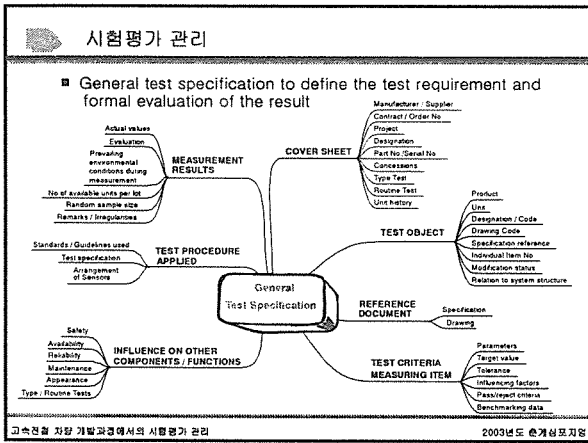 시험평가 관리
General test specification to define the test requirement and
formal evaluation of the result
Actual values
Evaluation
Prevailing
environmental
conditions during
measurement
No of available units per lot
Random sample size
Remarks / Irregularities
MEASUREMENT
RESULTS
COVER SHEET
Manufacturer / Supplier
Contract / Order No
Project
Designation
Part No./Serial No
Concessions
Type Test
Routine Test
Unit history
TEST OBJECT
Product
Unit
Designation / Code
Drawing Code
Specification reference
Individual Item No
Modification status
Relation to system structure
Standards / Guidelines used
Test specification
Arrangement
of Sensors
TEST PROCEDURE
APPLIED
General
Test Specification
REFERENCE
DOCUMENT
Specification
Drawing
Safety
Availability
Reliability
Maintenance
Appearance
Type / Routine Tests
INFLUENCE ON OTHER
COMPONENTS / FUNCTIONS
TEST CRITERIA
MEASURING ITEM
Parameters
Target value
Tolerance
Influencing factors
Pass/reject criteria
Benchmarking data
고속전철 차량 개발과정에서의 시험평가 관리
2003년도 춘계심포지엄